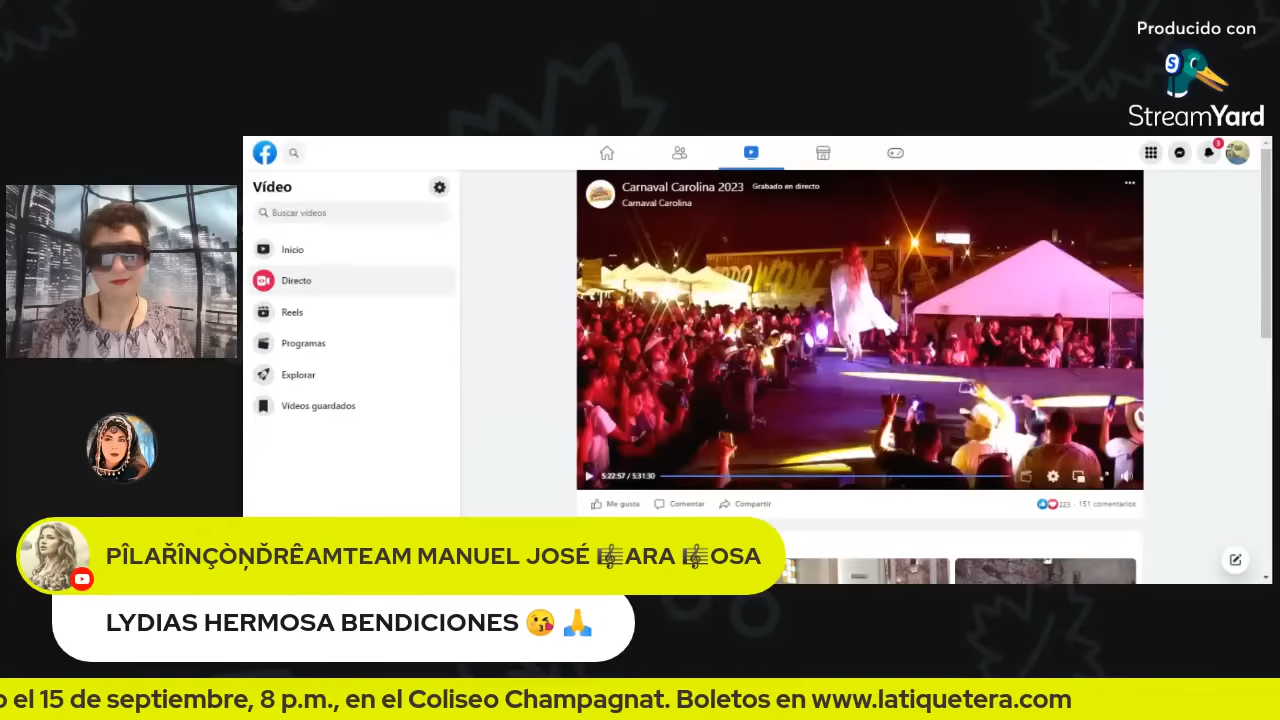 Producido con
StreamYard
Vídeo
Buscar vídeos
Inicio
Directo
Reels
Programas
Explorar
Vídeos guardados
Carnaval Carolina 2023 Grabado en directo
Carnaval Carolina
5:22:57 / 5:31:30
Me gusta Comentar Compartir
223 · 151 comentarios
PÎLAŘÎNÇÒŅĎRÊAMTEAM MANUEL JOSÉ 🎼ARA 🎼OSA
LYDIAS HERMOSA BENDICIONES 😘 🙏
o el 15 de septiembre, 8 p.m., en el Coliseo Champagnat. Boletos en www.latiquetera.com